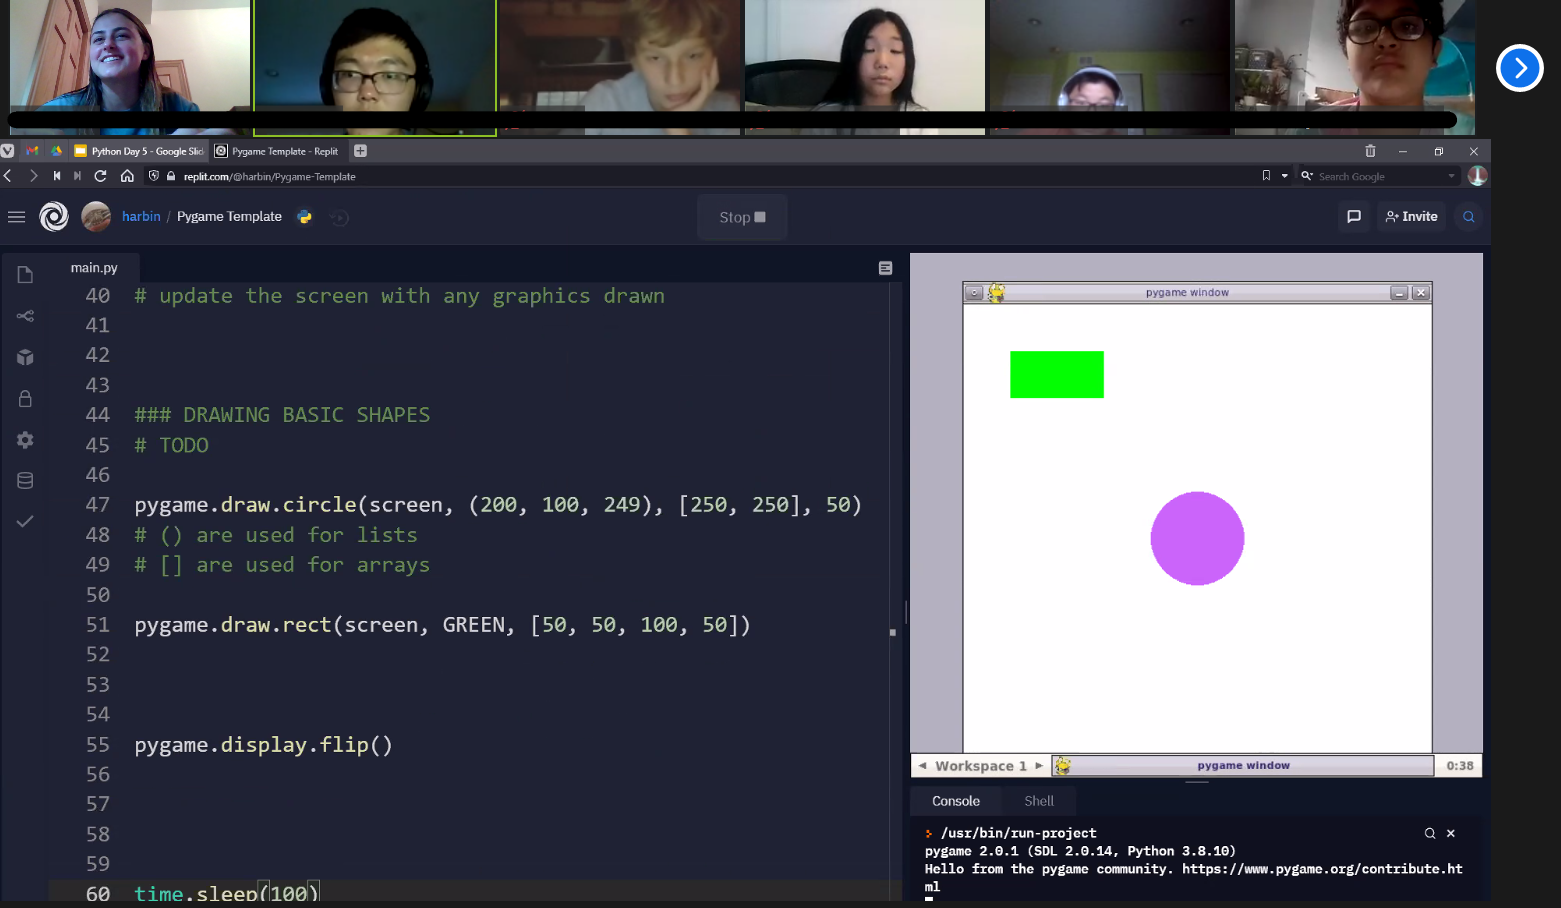 Python Day 5 - Google Slid
Pygame Template - Replit
replit.com/@harbin/Pygame-Template
Search Google
harbin / Pygame Template
Stop
Invite
main.py
40 # update the screen with any graphics drawn
41
42
43
44 ### DRAWING BASIC SHAPES
45 # TODO
46
47 pygame.draw.circle(screen, (200, 100, 249), [250, 250], 50)
48 # () are used for lists
49 # [] are used for arrays
50
51 pygame.draw.rect(screen, GREEN, [50, 50, 100, 50])
52
53
54
55 pygame.display.flip()
56
57
58
59
60 time.sleep(100)
pygame window
Workspace 1
pygame window
0:38
Console
Shell
/usr/bin/run-project
pygame 2.0.1 (SDL 2.0.14, Python 3.8.10)
Hello from the pygame community. https://www.pygame.org/contribute.ht
ml